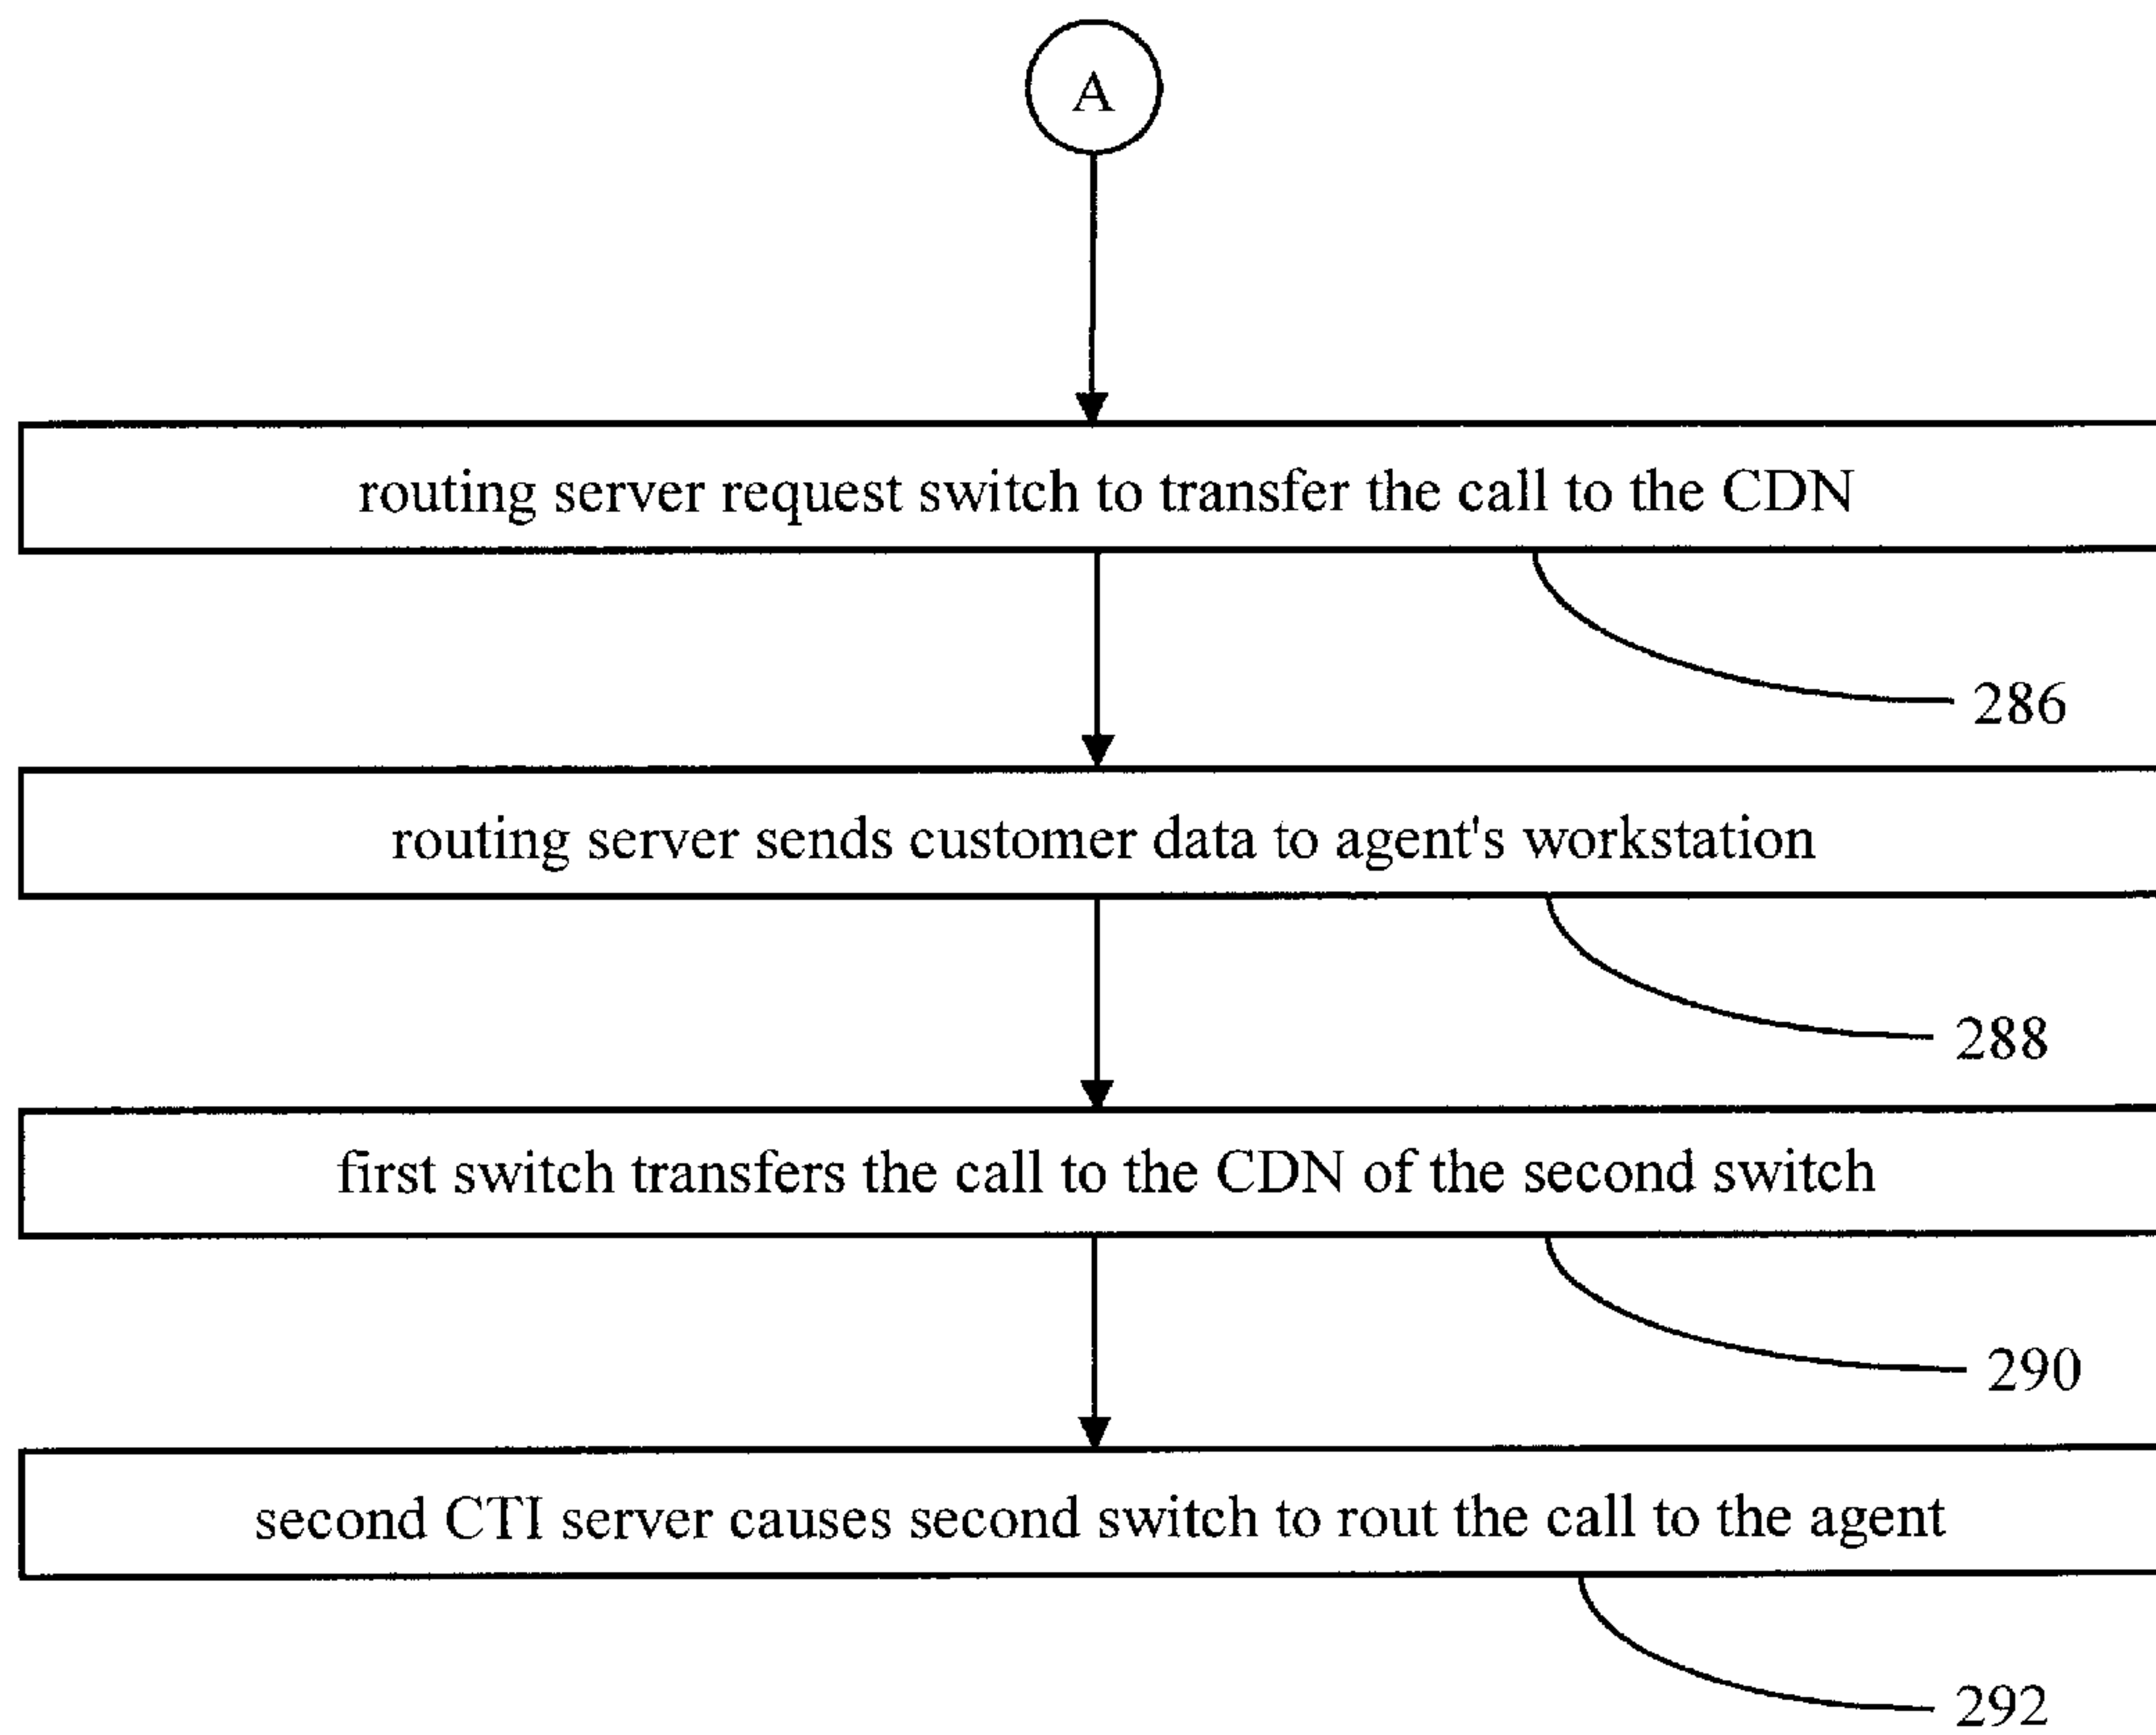 A
routing server request switch to transfer the call to the CDN
286
routing server sends customer data to agent's workstation
288
first switch transfers the call to the CDN of the second switch
290
second CTI server causes second switch to rout the call to the agent
292